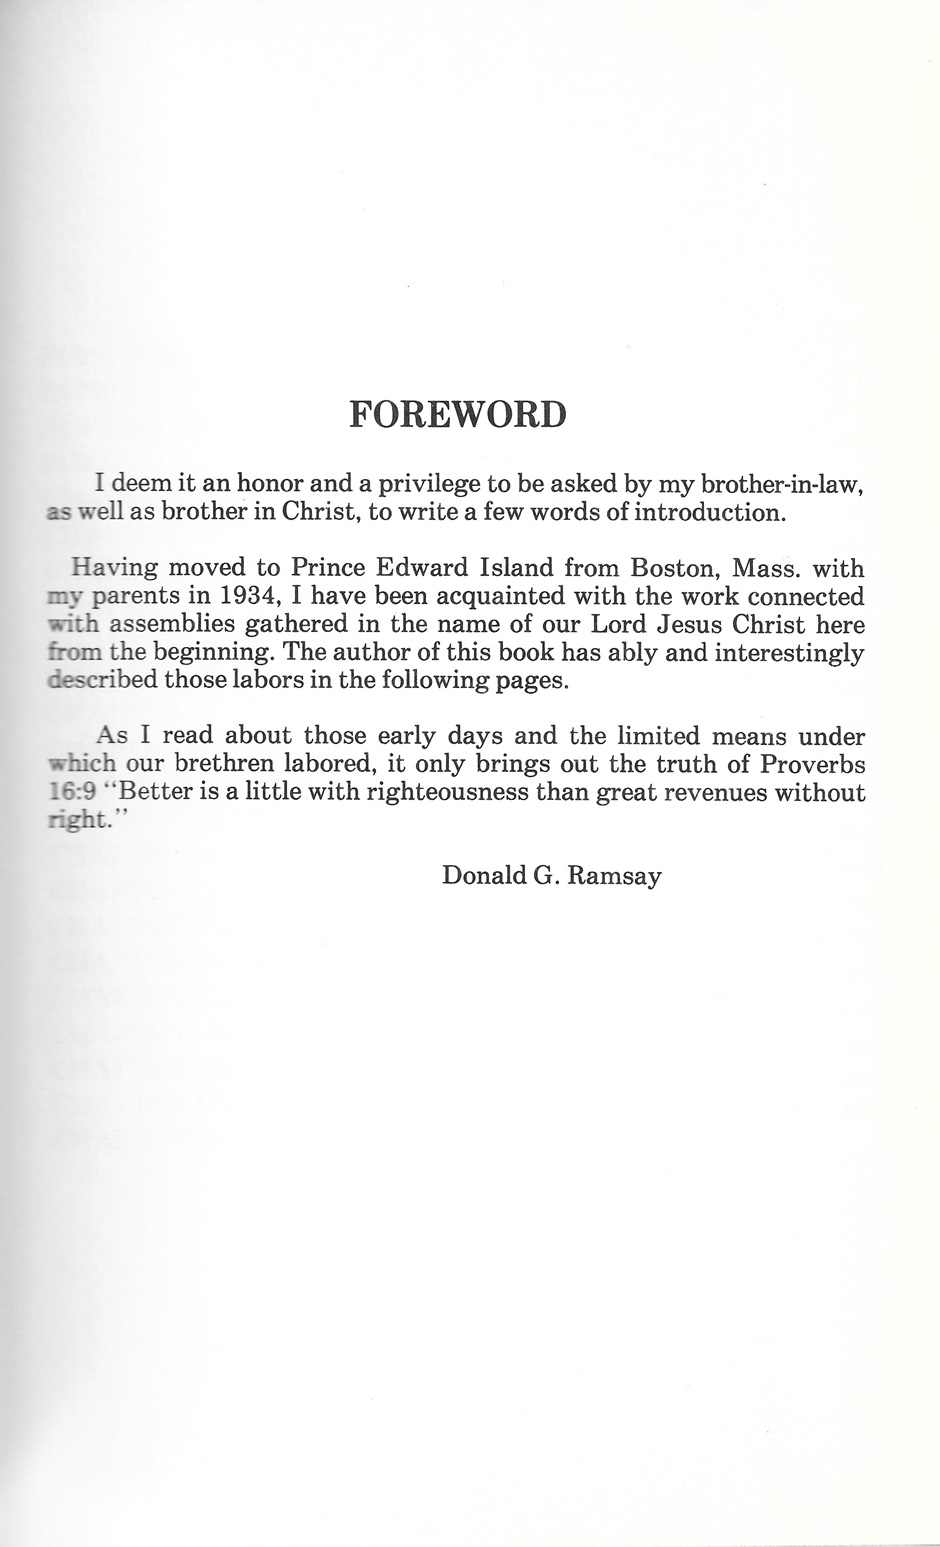 FOREWORD
I deem it an honor and a privilege to be asked by my brother-in-law,
as well as brother in Christ, to write a few words of introduction.
Having moved to Prince Edward Island from Boston, Mass. with
my parents in 1934, I have been acquainted with the work connected
with assemblies gathered in the name of our Lord Jesus Christ here
from the beginning. The author of this book has ably and interestingly
described those labors in the following pages.
As I read about those early days and the limited means under
which our brethren labored, it only brings out the truth of Proverbs
16:9 “Better is a little with righteousness than great revenues without
right.”
Donald G. Ramsay